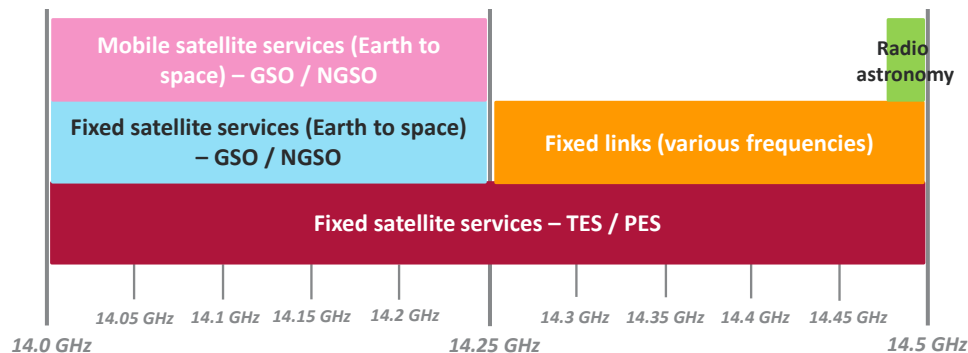 Mobile satellite services (Earth to
space) – GSO / NGSO
Radio
astronomy
Fixed satellite services (Earth to space)
– GSO / NGSO
Fixed links (various frequencies)
Fixed satellite services – TES / PES
14.05 GHz
14.1 GHz
14.15 GHz
14.2 GHz
14.3 GHz
14.35 GHz
14.4 GHz
14.45 GHz
14.0 GHz
14.25 GHz
14.5 GHz